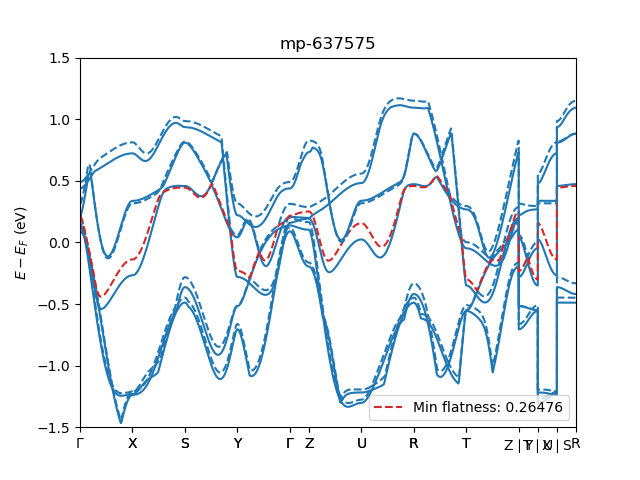 mp-637575
E − E_F (eV)
1.5
1.0
0.5
0.0
−0.5
−1.0
−1.5
Min flatness: 0.26476
Γ X S Y Γ Z U R T Z | T Y | X U | S R